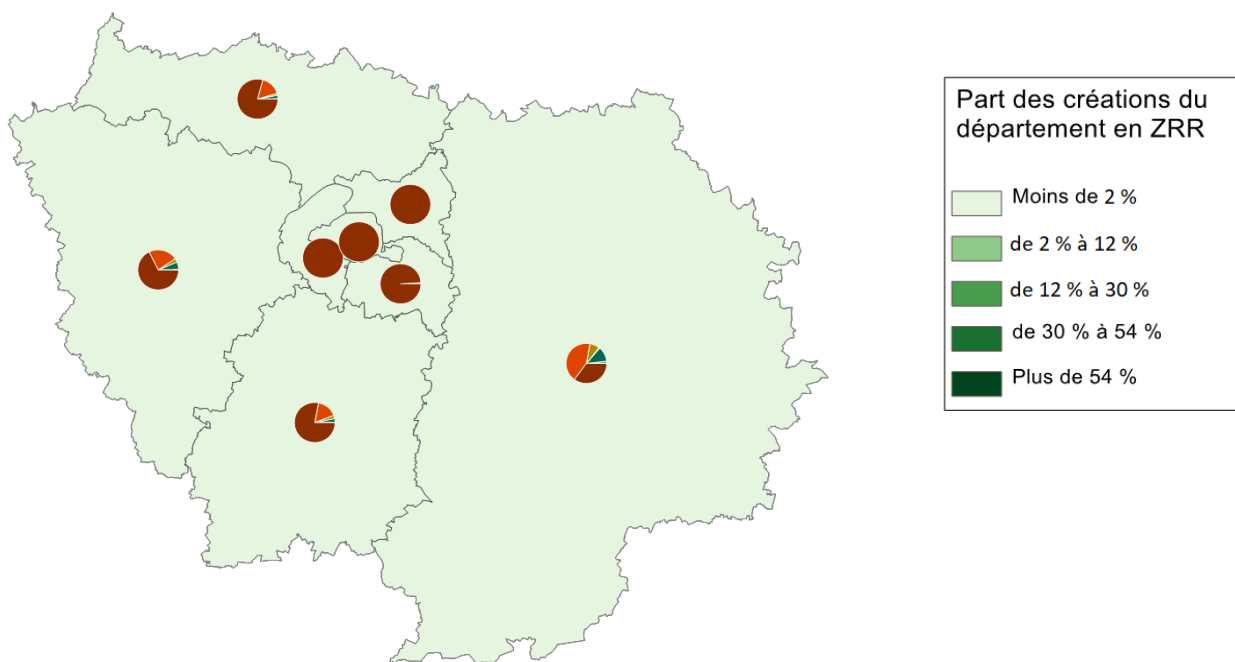 Part des créations du
département en ZRR
Moins de 2 %
de 2 % à 12 %
de 12 % à 30 %
de 30 % à 54 %
Plus de 54 %